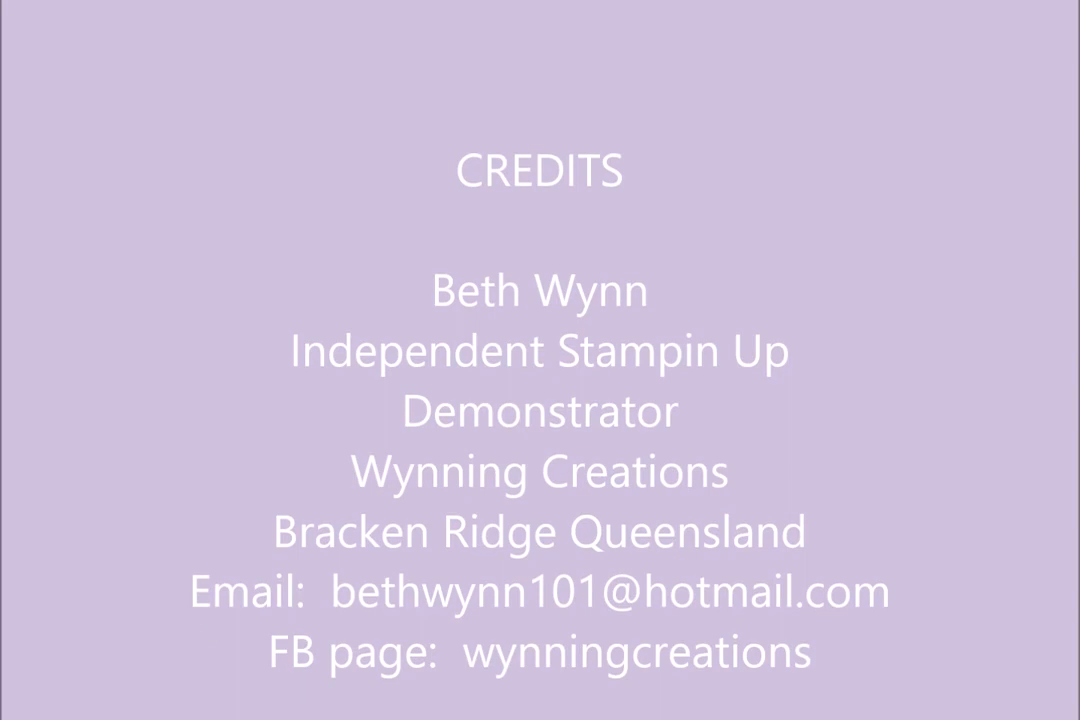 CREDITS
Beth Wynn
Independent Stampin Up
Demonstrator
Wynning Creations
Bracken Ridge Queensland
Email:  bethwynn101@hotmail.com
FB page:  wynningcreations